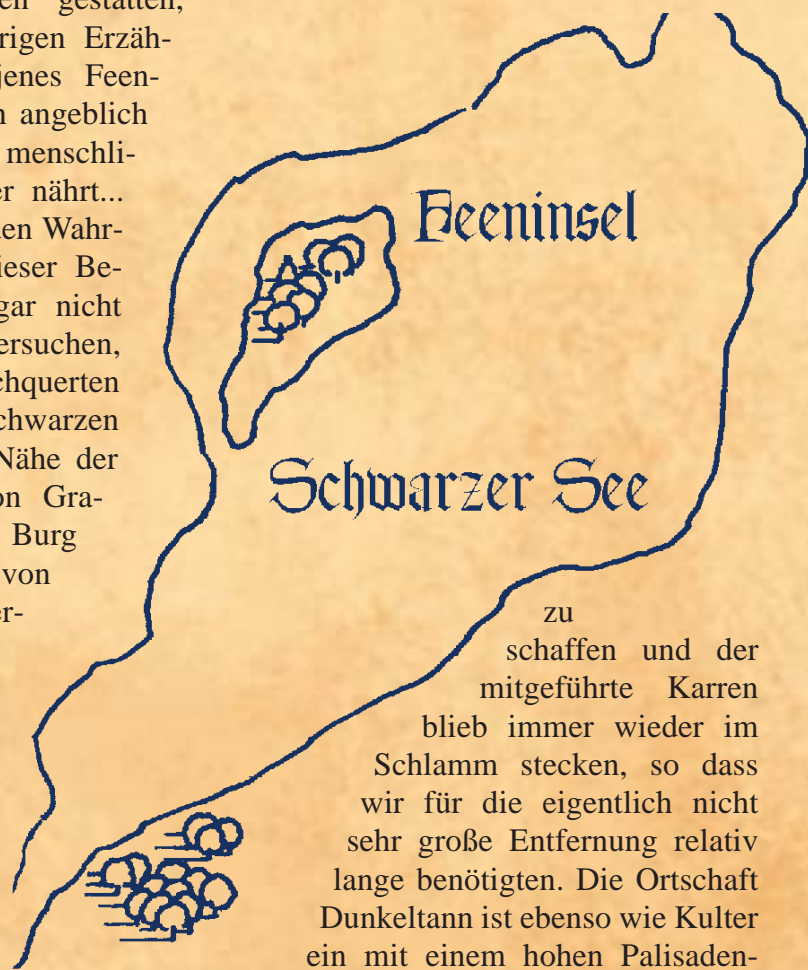 gestatten,
rigen Erzäh-
jenes Feen-
angeblich
menschli-
nährt...
Wahr-
ieser Be-
gar nicht
ersuchen,
chquerten
chwarzen
Nähe der
on Gra-
Burg
von
er-
Feeninsel
Schwarzer See
zu
schaffen und der
mitgeführte Karren
blieb immer wieder im
Schlamm stecken, so dass
wir für die eigentlich nicht
sehr große Entfernung relativ
lange benötigten. Die Ortschaft
Dunkeltann ist ebenso wie Kulter
ein mit einem hohen Palisaden-